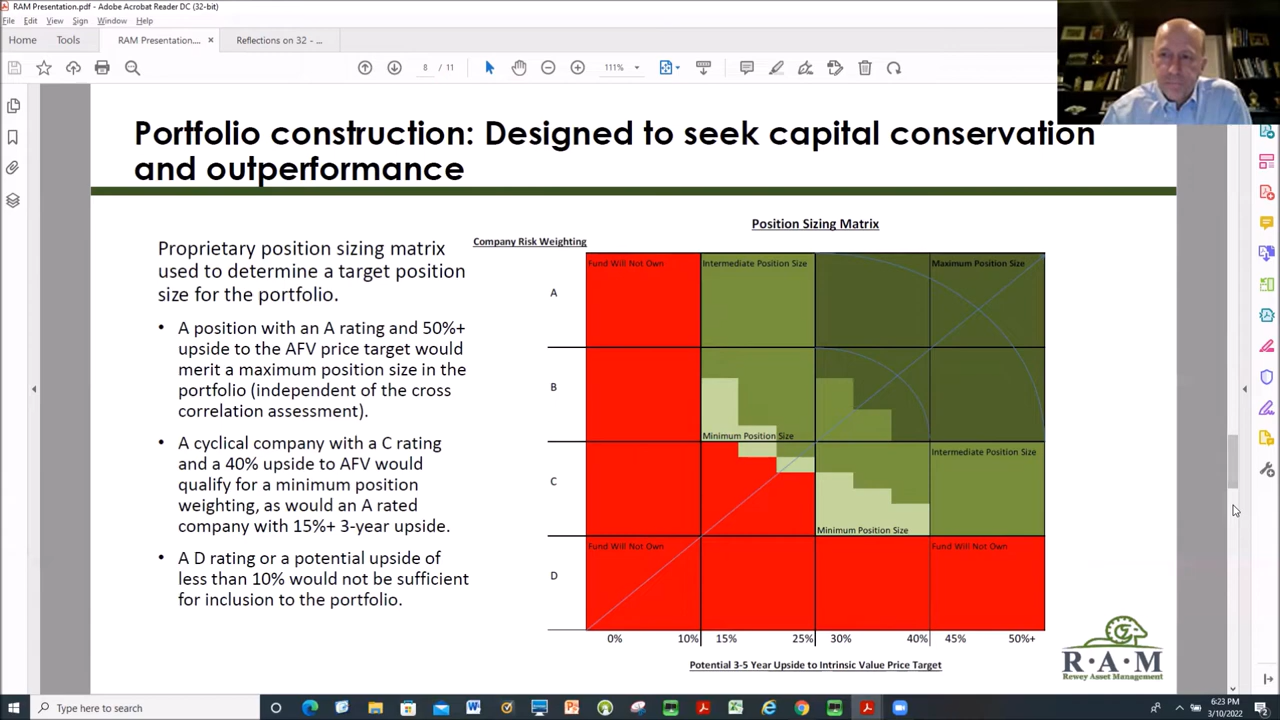 RAM Presentation.pdf - Adobe Acrobat Reader DC (32-bit)
File Edit View Sign Window Help
Home Tools RAM Presentation.... × Reflections on 32 - ...
8 / 11 111%
Portfolio construction: Designed to seek capital conservation
and outperformance
Proprietary position sizing matrix
used to determine a target position
size for the portfolio.
• A position with an A rating and 50%+
upside to the AFV price target would
merit a maximum position size in the
portfolio (independent of the cross
correlation assessment).
• A cyclical company with a C rating
and a 40% upside to AFV would
qualify for a minimum position
weighting, as would an A rated
company with 15%+ 3-year upside.
• A D rating or a potential upside of
less than 10% would not be sufficient
for inclusion to the portfolio.
Position Sizing Matrix
Company Risk Weighting
Fund Will Not Own Intermediate Position Size Maximum Position Size
A
B
Minimum Position Size
Intermediate Position Size
C
Minimum Position Size
Fund Will Not Own Fund Will Not Own
D
0% 10% 15% 25% 30% 40% 45% 50%+
Potential 3-5 Year Upside to Intrinsic Value Price Target
R·A·M
Rewey Asset Management
Type here to search
6:23 PM
3/10/2022
2